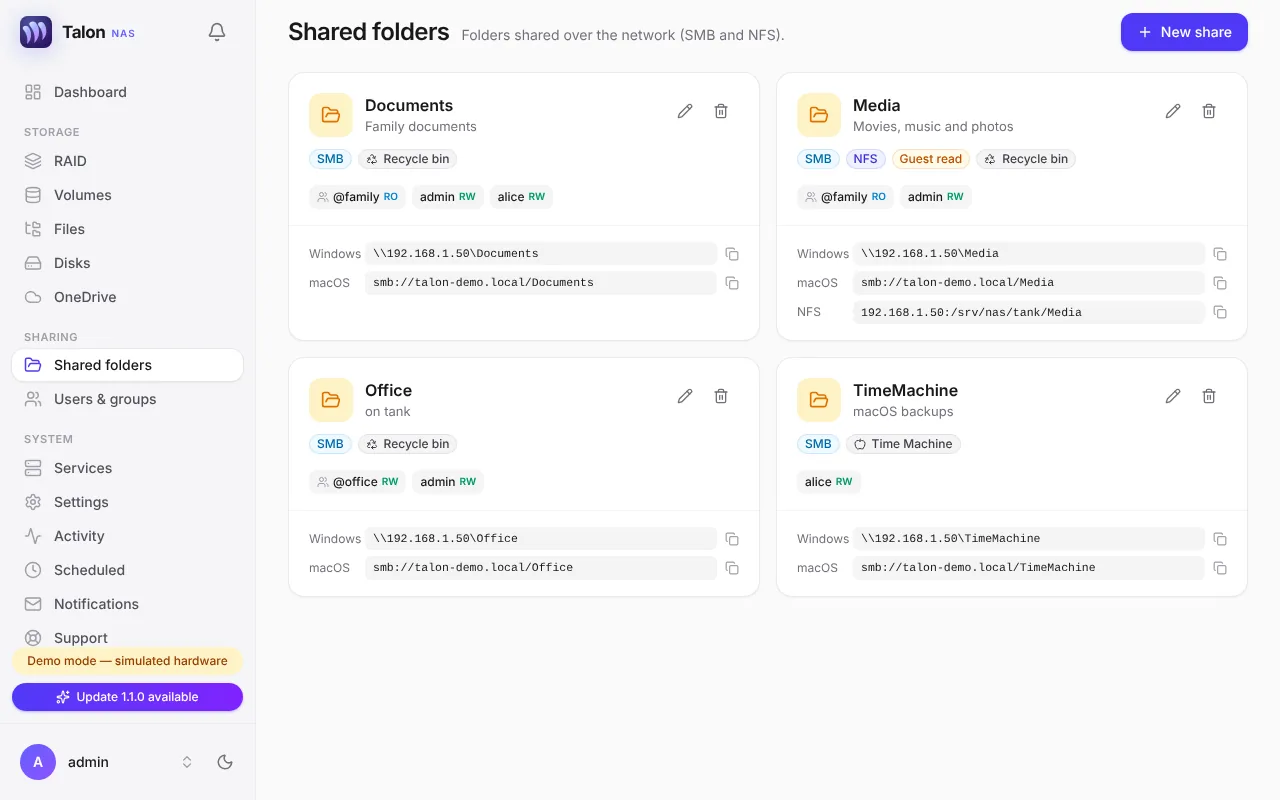 Talon NAS
Dashboard
STORAGE
RAID
Volumes
Files
Disks
OneDrive
SHARING
Shared folders
Users & groups
SYSTEM
Services
Settings
Activity
Scheduled
Notifications
Support
Demo mode — simulated hardware
Update 1.1.0 available
A admin
Shared folders Folders shared over the network (SMB and NFS).
New share
Documents
Family documents
SMB Recycle bin
@family RO admin RW alice RW
Windows \\192.168.1.50\Documents
macOS smb://talon-demo.local/Documents
Media
Movies, music and photos
SMB NFS Guest read Recycle bin
@family RO admin RW
Windows \\192.168.1.50\Media
macOS smb://talon-demo.local/Media
NFS 192.168.1.50:/srv/nas/tank/Media
Office
on tank
SMB Recycle bin
@office RW admin RW
Windows \\192.168.1.50\Office
macOS smb://talon-demo.local/Office
TimeMachine
macOS backups
SMB Time Machine
alice RW
Windows \\192.168.1.50\TimeMachine
macOS smb://talon-demo.local/TimeMachine